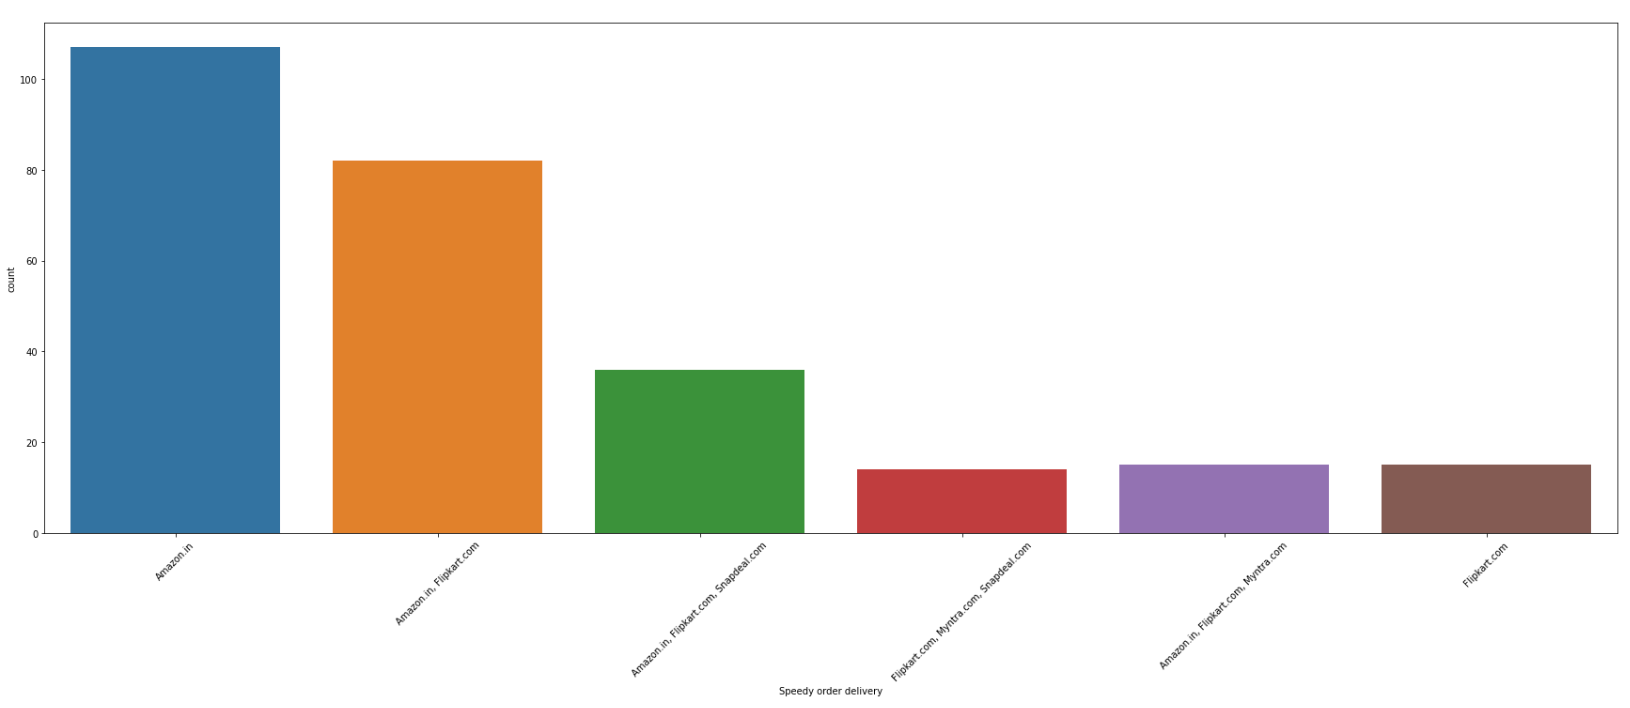 100
80
60
40
20
0
count
Amazon.in
Amazon.in, Flipkart.com
Amazon.in, Flipkart.com, Snapdeal.com
Flipkart.com, Myntra.com, Snapdeal.com
Amazon.in, Flipkart.com, Myntra.com
Flipkart.com
Speedy order delivery